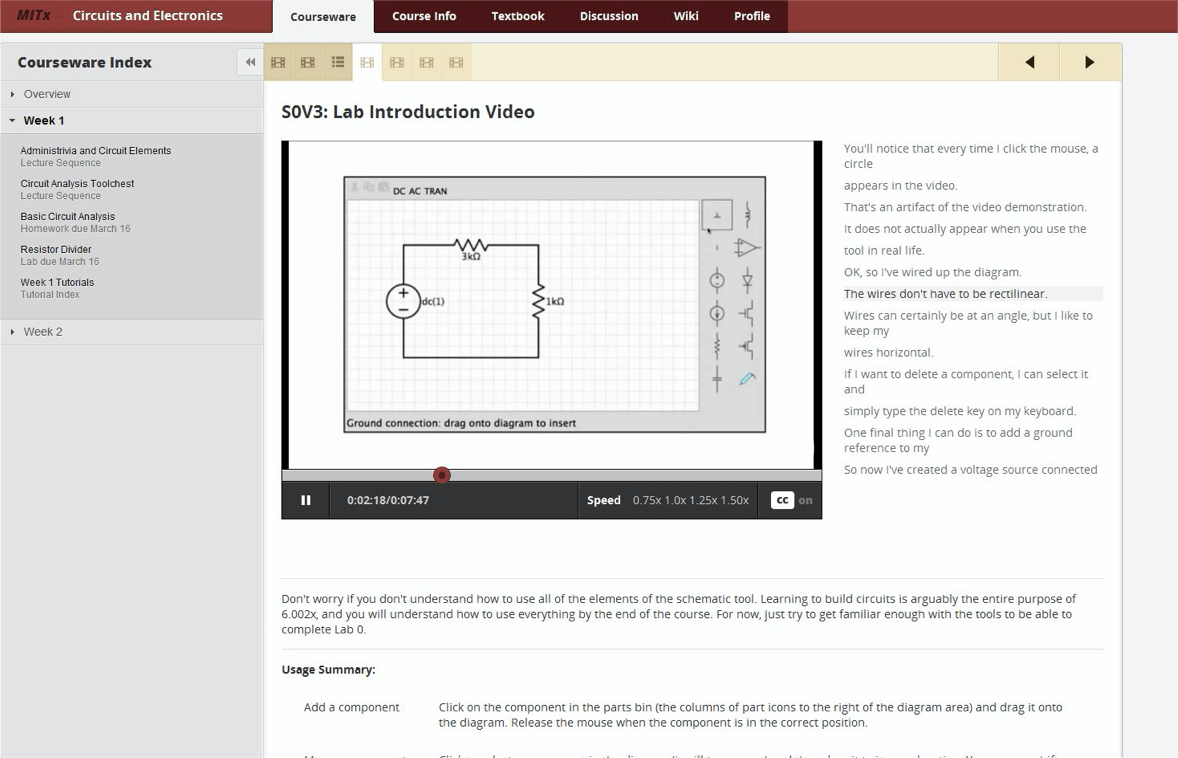 MITx Circuits and Electronics
Courseware
Course Info
Textbook
Discussion
Wiki
Profile
Courseware Index
Overview
Week 1
Administrivia and Circuit Elements
Lecture Sequence
Circuit Analysis Toolchest
Lecture Sequence
Basic Circuit Analysis
Homework due March 16
Resistor Divider
Lab due March 16
Week 1 Tutorials
Tutorial Index
Week 2
S0V3: Lab Introduction Video
DC AC TRAN
3kΩ
dc(1)
1kΩ
Ground connection: drag onto diagram to insert
0:02:18/0:07:47
Speed 0.75x 1.0x 1.25x 1.50x
cc on
You'll notice that every time I click the mouse, a
circle
appears in the video.
That's an artifact of the video demonstration.
It does not actually appear when you use the
tool in real life.
OK, so I've wired up the diagram.
The wires don't have to be rectilinear.
Wires can certainly be at an angle, but I like to
keep my
wires horizontal.
If I want to delete a component, I can select it
and
simply type the delete key on my keyboard.
One final thing I can do is to add a ground
reference to my
So now I've created a voltage source connected
Don't worry if you don't understand how to use all of the elements of the schematic tool. Learning to build circuits is arguably the entire purpose of
6.002x, and you will understand how to use everything by the end of the course. For now, just try to get familiar enough with the tools to be able to
complete Lab 0.
Usage Summary:
Add a component
Click on the component in the parts bin (the columns of part icons to the right of the diagram area) and drag it onto
the diagram. Release the mouse when the component is in the correct position.